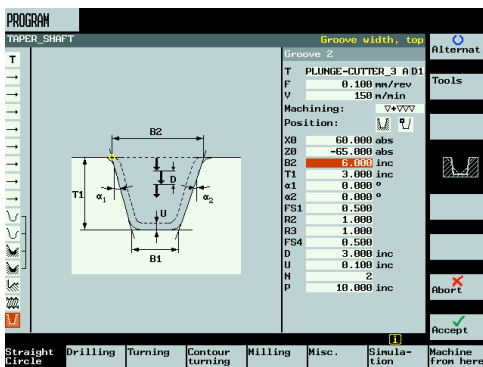 PROGRAM
TAPER_SHAFT
Groove width, top
Alternat
Groove 2
T PLUNGE-CUTTER_3 A D1
F 0.100 mm/rev
V 150 m/min
Machining: ▽+▽▽▽
Position:
X0 60.000 abs
Z0 -65.000 abs
B2 6.000 inc
T1 3.000 inc
α1 0.000 °
α2 0.000 °
FS1 0.500
R2 1.000
R3 1.000
FS4 0.500
D 3.000 inc
U 0.100 inc
N 2
P 10.000 inc
Tools
Abort
Accept
T
B2
D
T1
α1
α2
U
B1
i
Straight Circle
Drilling
Turning
Contour turning
Milling
Misc.
Simula-
tion
Machine from here